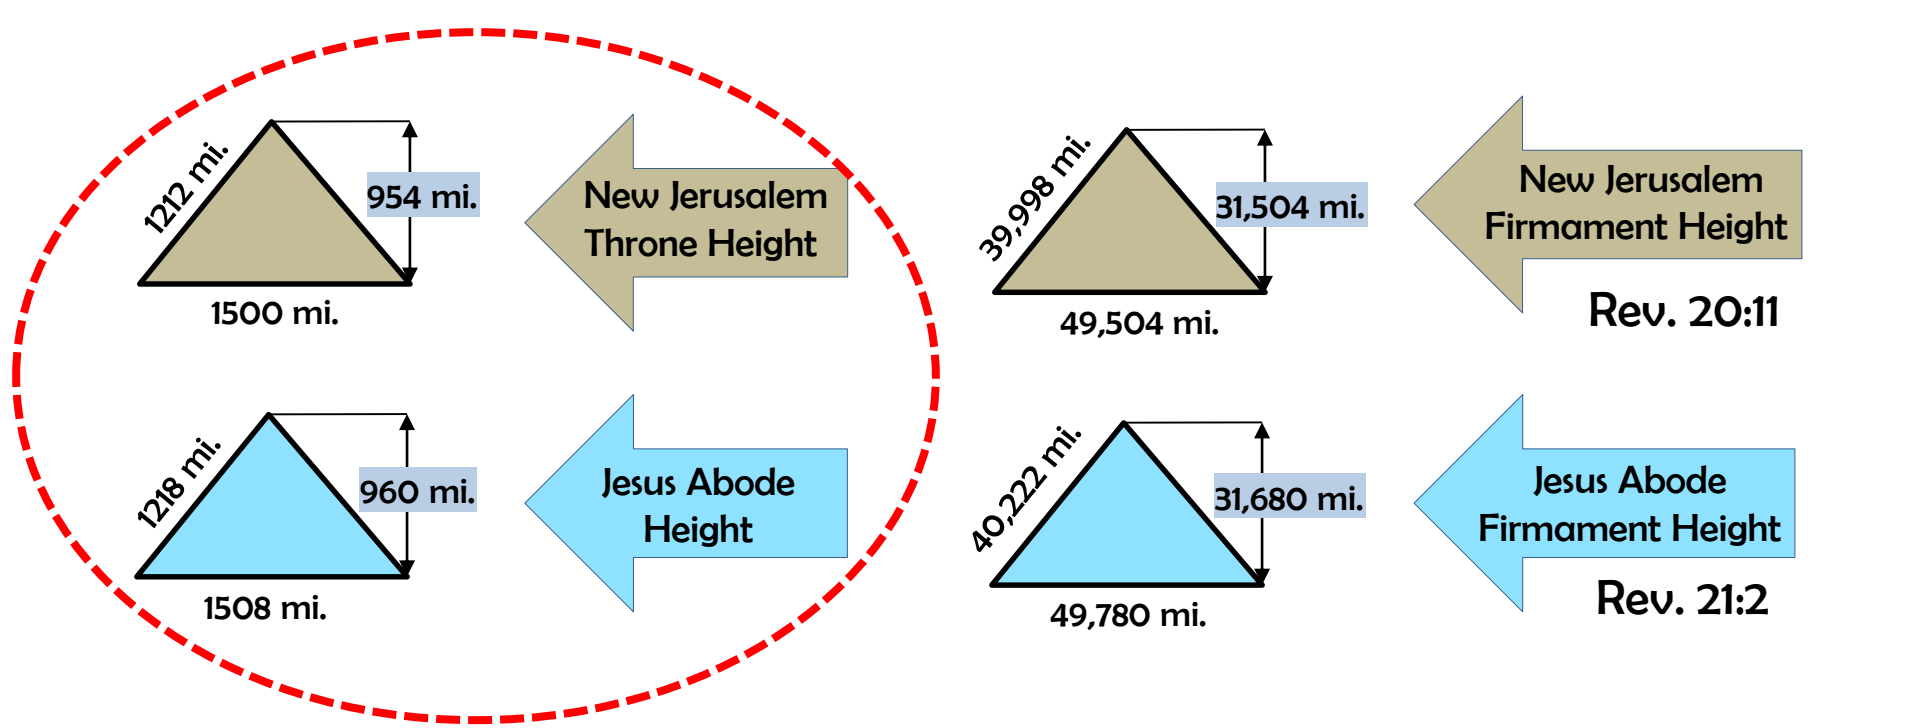 1212 mi.
954 mi.
1500 mi.
New Jerusalem
Throne Height
39,998 mi.
31,504 mi.
49,504 mi.
New Jerusalem
Firmament Height
Rev. 20:11
1218 mi.
960 mi.
1508 mi.
Jesus Abode
Height
40,222 mi.
31,680 mi.
49,780 mi.
Jesus Abode
Firmament Height
Rev. 21:2